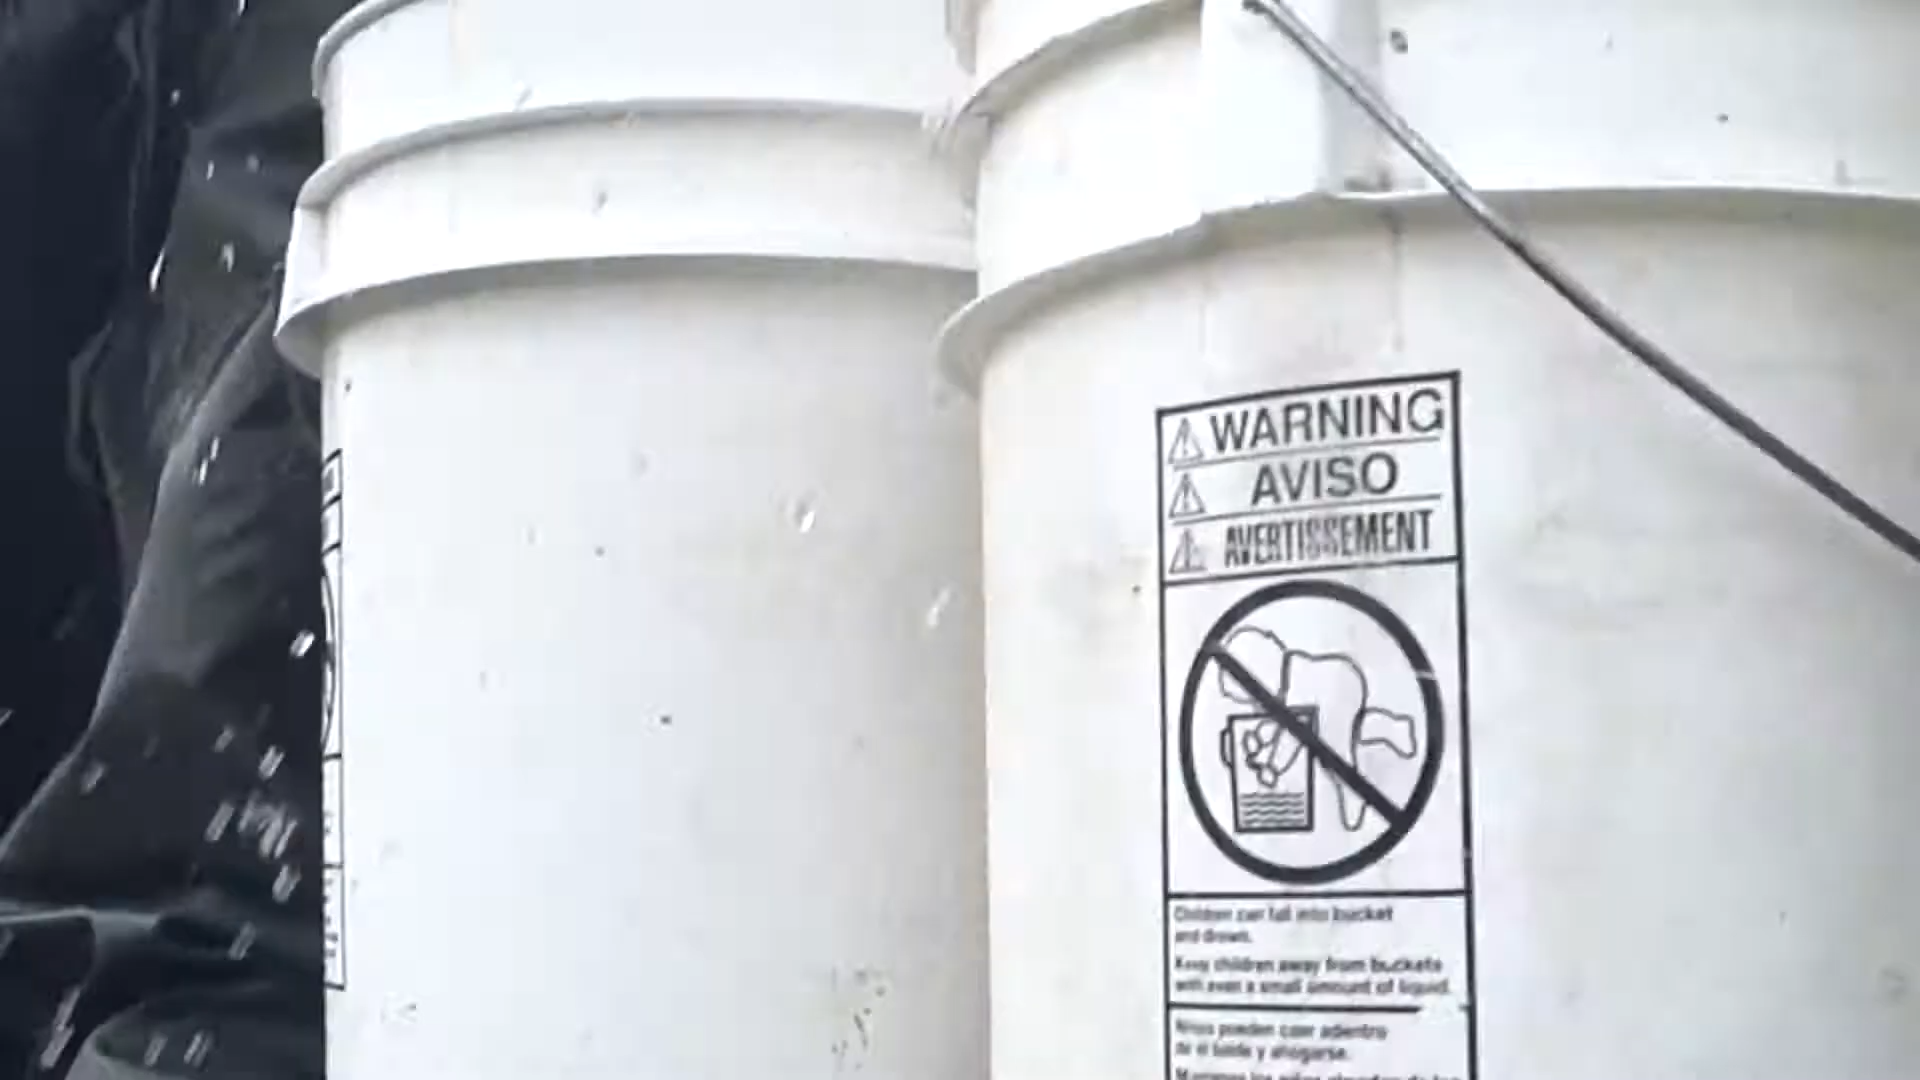 WARNING
AVISO
AVERTISSEMENT
Children can fall into bucket
and drown.
Keep children away from buckets
with even a small amount of liquid.
Niños pueden caer adentro
de el balde y ahogarse.